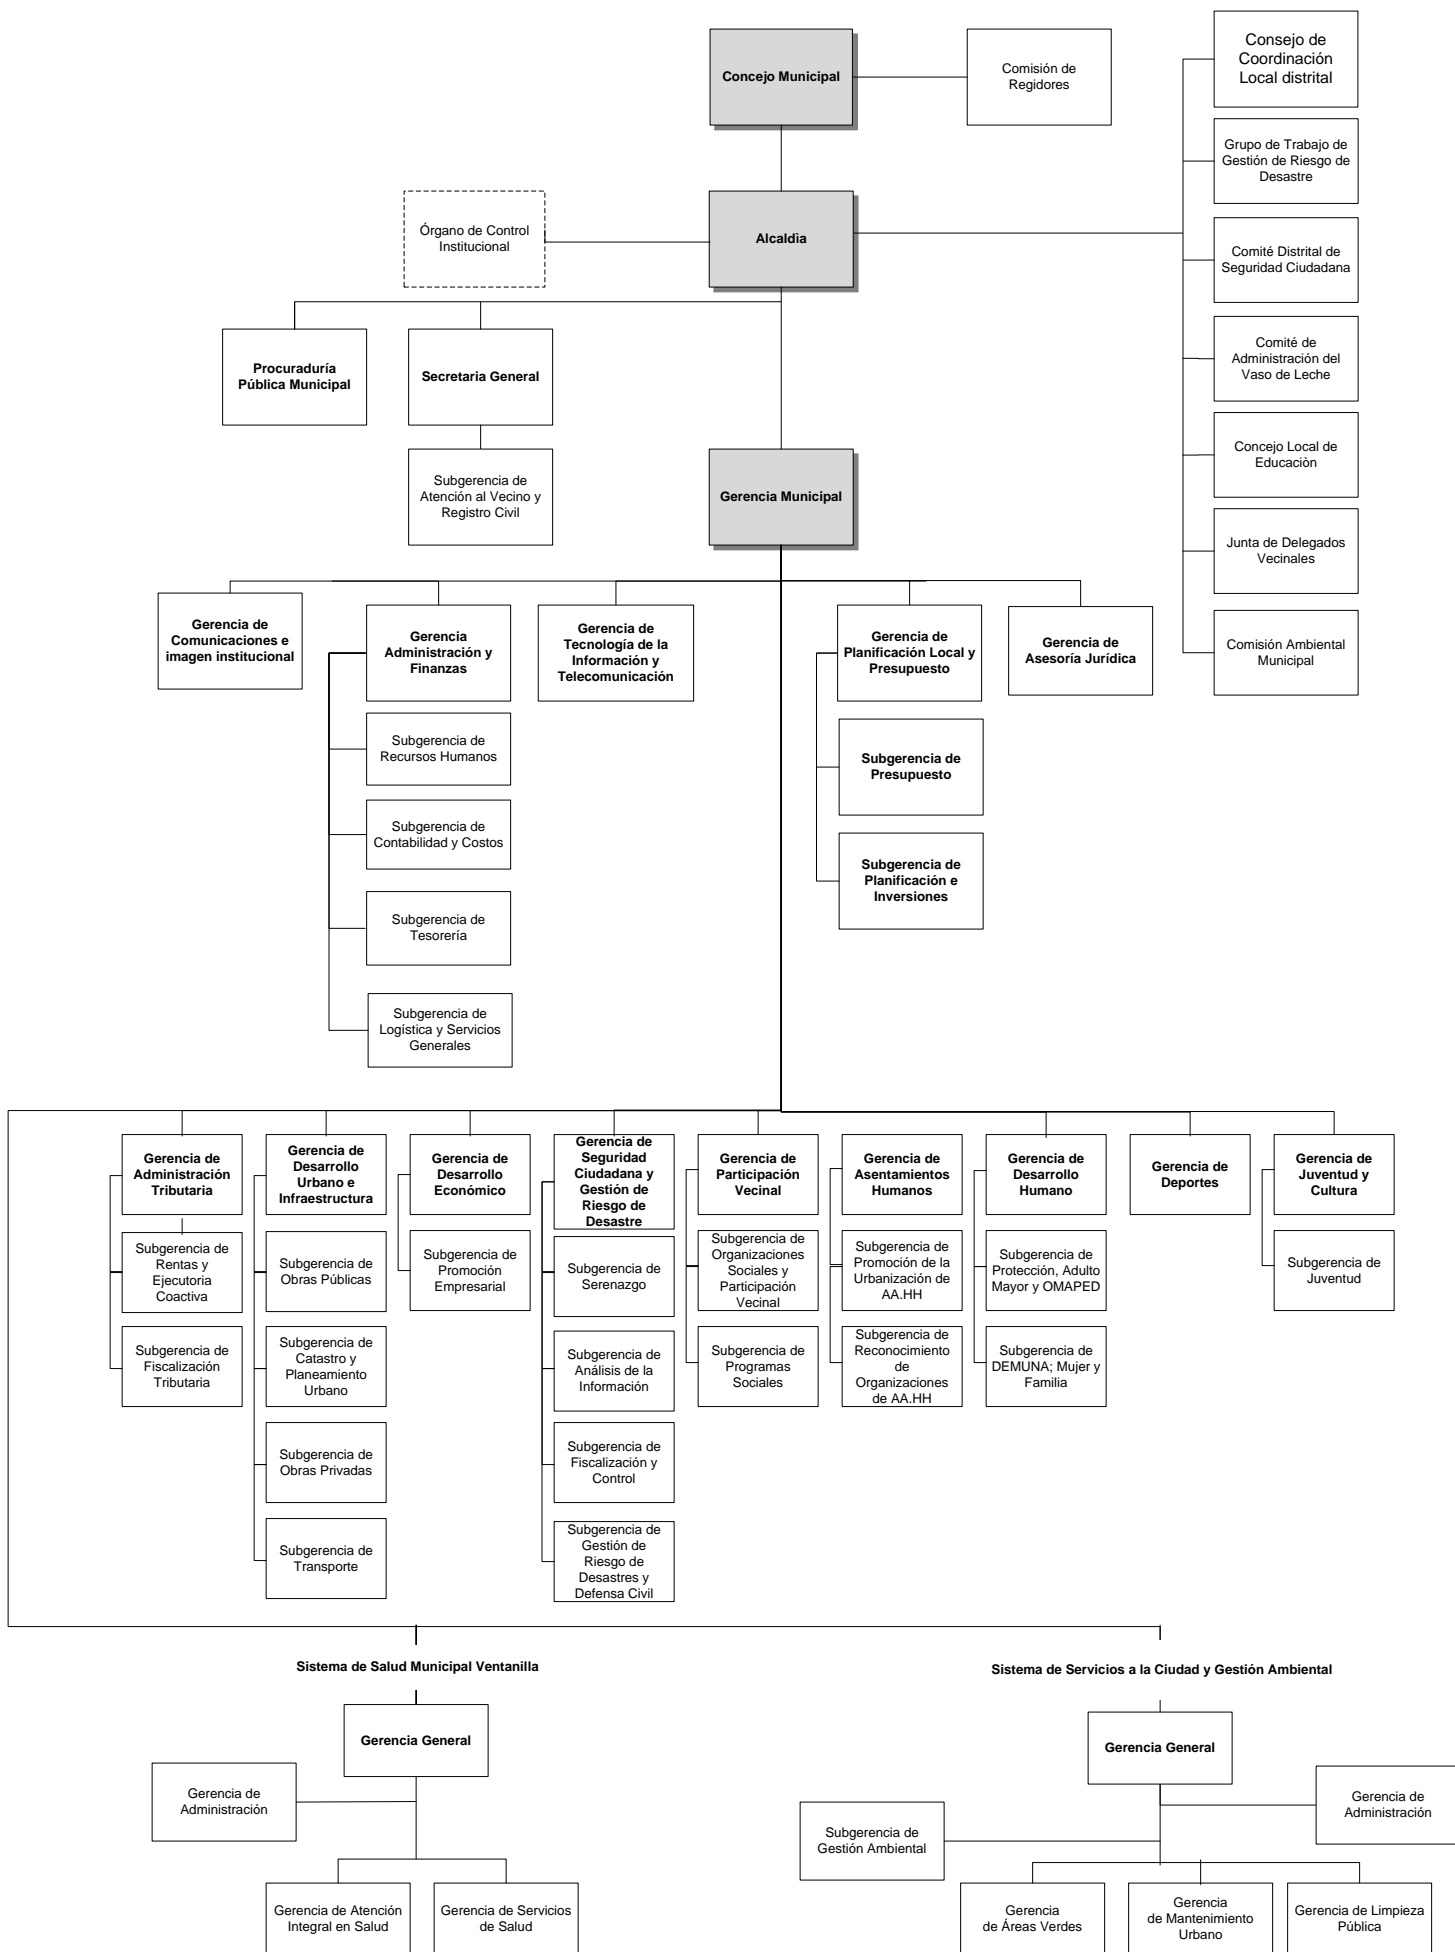 Concejo Municipal
Comisión de
Regidores
Consejo de
Coordinación
Local distrital
Grupo de Trabajo de
Gestión de Riesgo de
Desastre
Órgano de Control
Institucional
Alcaldìa
Comité Distrital de
Seguridad Ciudadana
Procuraduría
Pública Municipal
Secretaria General
Comité de
Administración del
Vaso de Leche
Subgerencia de
Atención al Vecino y
Registro Civil
Gerencia Municipal
Concejo Local de
Educaciòn
Junta de Delegados
Vecinales
Comisión Ambiental
Municipal
Gerencia de
Comunicaciones e
imagen institucional
Gerencia
Administración y
Finanzas
Gerencia de
Tecnología de la
Información y
Telecomunicación
Gerencia de
Planificación Local y
Presupuesto
Gerencia de
Asesoría Jurídica
Subgerencia de
Recursos Humanos
Subgerencia de
Contabilidad y Costos
Subgerencia de
Tesorería
Subgerencia de
Logística y Servicios
Generales
Subgerencia de
Presupuesto
Subgerencia de
Planificación e
Inversiones
Gerencia de
Administración
Tributaria
Gerencia de
Desarrollo
Urbano e
Infraestructura
Gerencia de
Desarrollo
Económico
Gerencia de
Seguridad
Ciudadana y
Gestión de
Riesgo de
Desastre
Gerencia de
Participación
Vecinal
Gerencia de
Asentamientos
Humanos
Gerencia de
Desarrollo
Humano
Gerencia de
Deportes
Gerencia de
Juventud y
Cultura
Subgerencia de
Rentas y
Ejecutoria
Coactiva
Subgerencia de
Obras Públicas
Subgerencia de
Promoción
Empresarial
Subgerencia de
Serenazgo
Subgerencia de
Organizaciones
Sociales y
Participación
Vecinal
Subgerencia de
Promoción de la
Urbanización de
AA.HH
Subgerencia de
Protección, Adulto
Mayor y OMAPED
Subgerencia de
Juventud
Subgerencia de
Fiscalización
Tributaria
Subgerencia de
Catastro y
Planeamiento
Urbano
Subgerencia de
Análisis de la
Información
Subgerencia de
Programas
Sociales
Subgerencia de
Reconocimiento
de
Organizaciones
de AA.HH
Subgerencia de
DEMUNA; Mujer y
Familia
Subgerencia de
Obras Privadas
Subgerencia de
Fiscalización y
Control
Subgerencia de
Transporte
Subgerencia de
Gestión de
Riesgo de
Desastres y
Defensa Civil
Sistema de Salud Municipal Ventanilla
Gerencia General
Gerencia de
Administración
Gerencia de Atención
Integral en Salud
Gerencia de Servicios
de Salud
Sistema de Servicios a la Ciudad y Gestión Ambiental
Gerencia General
Gerencia de
Administración
Subgerencia de
Gestión Ambiental
Gerencia
de Áreas Verdes
Gerencia
de Mantenimiento
Urbano
Gerencia de Limpieza
Pública